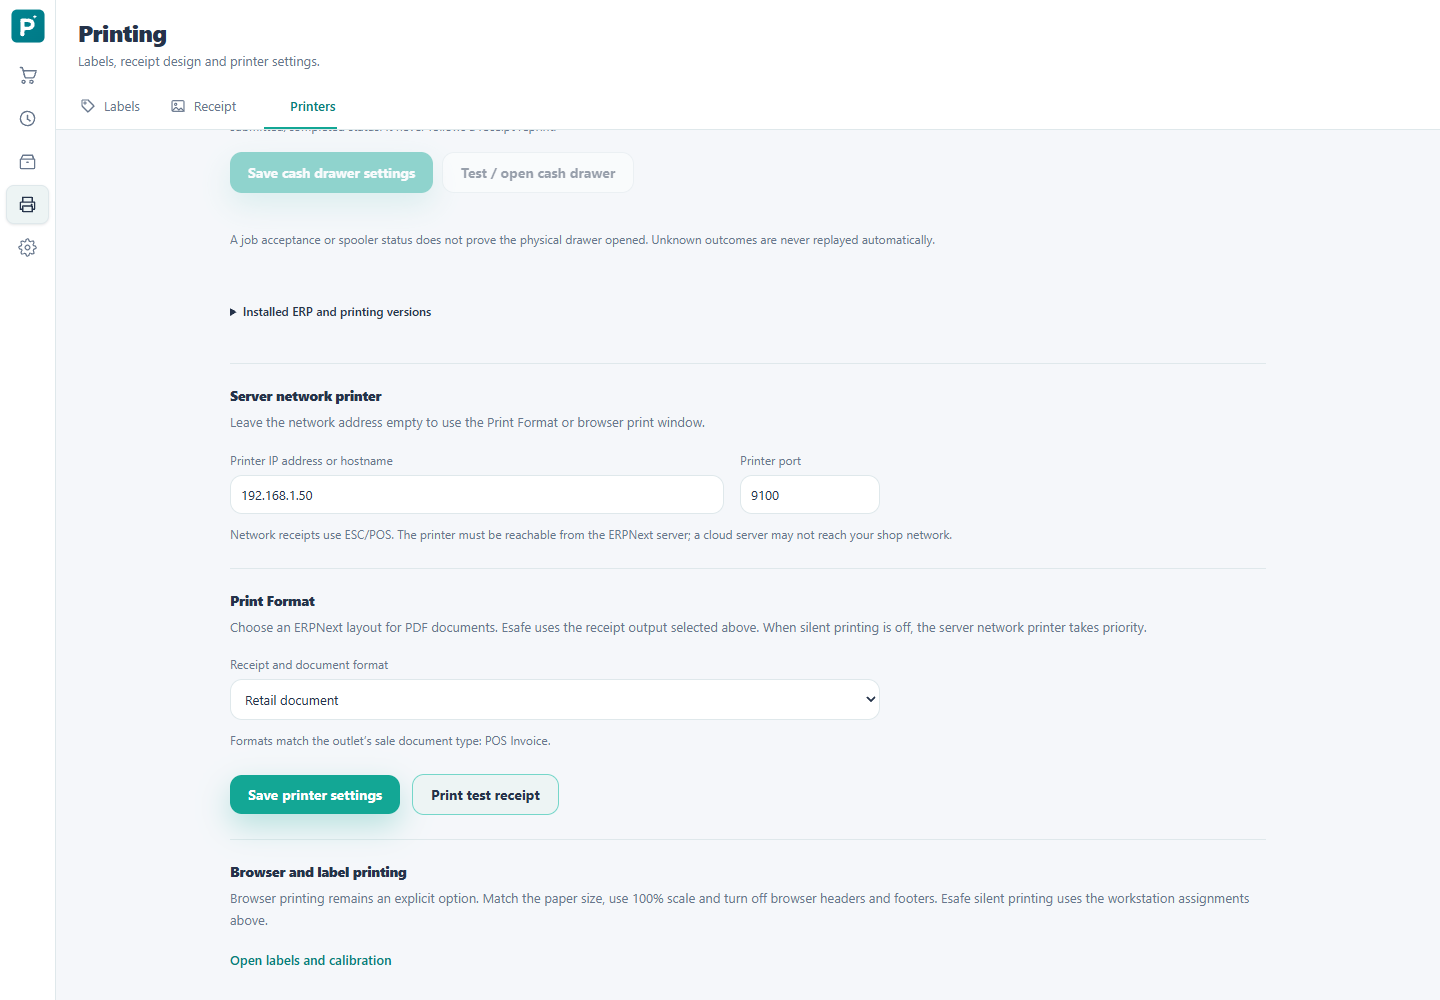 P
Printing
Labels, receipt design and printer settings.
Labels
Receipt
Printers
Save cash drawer settings
Test / open cash drawer
A job acceptance or spooler status does not prove the physical drawer opened. Unknown outcomes are never replayed automatically.
Installed ERP and printing versions
Server network printer
Leave the network address empty to use the Print Format or browser print window.
Printer IP address or hostname
Printer port
192.168.1.50
9100
Network receipts use ESC/POS. The printer must be reachable from the ERPNext server; a cloud server may not reach your shop network.
Print Format
Choose an ERPNext layout for PDF documents. Esafe uses the receipt output selected above. When silent printing is off, the server network printer takes priority.
Receipt and document format
Retail document
Formats match the outlet’s sale document type: POS Invoice.
Save printer settings
Print test receipt
Browser and label printing
Browser printing remains an explicit option. Match the paper size, use 100% scale and turn off browser headers and footers. Esafe silent printing uses the workstation assignments
above.
Open labels and calibration